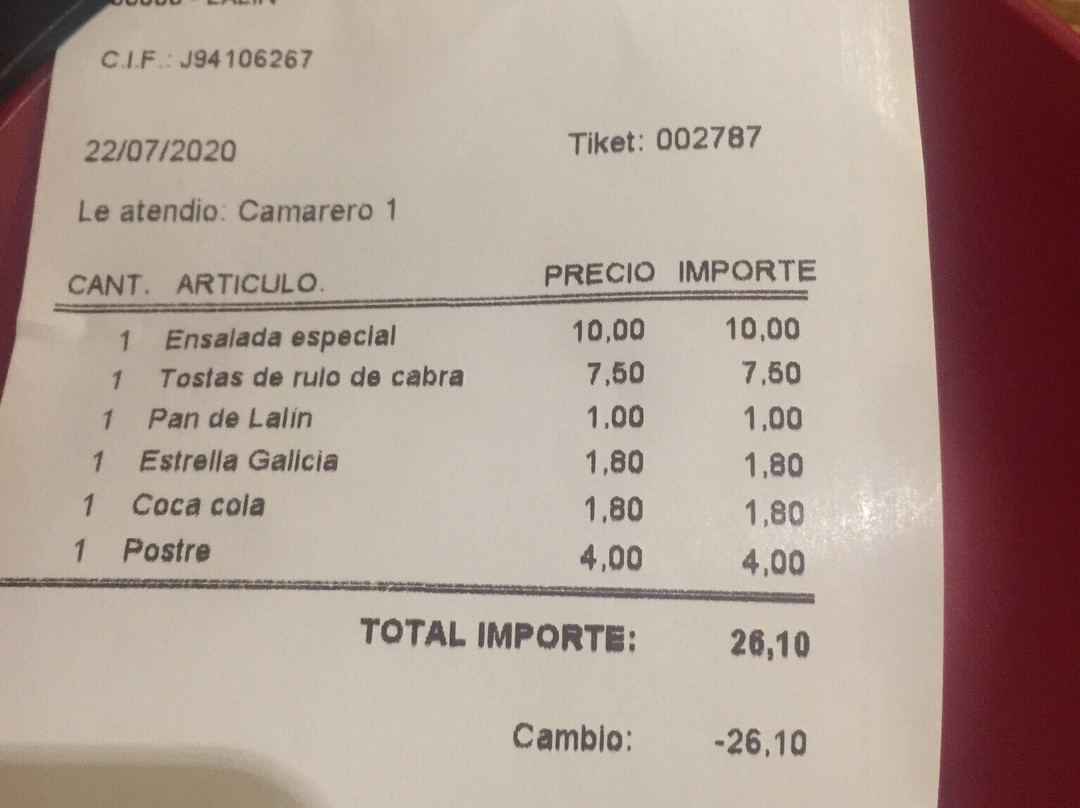 LALIN
C.I.F.: J94106267
22/07/2020 Tiket: 002787
Le atendio: Camarero 1
CANT. ARTICULO. PRECIO IMPORTE
1 Ensalada especial 10,00 10,00
1 Tostas de rulo de cabra 7,50 7,50
1 Pan de Lalín 1,00 1,00
1 Estrella Galicia 1,80 1,80
1 Coca cola 1,80 1,80
1 Postre 4,00 4,00
TOTAL IMPORTE: 26,10
Cambio: -26,10